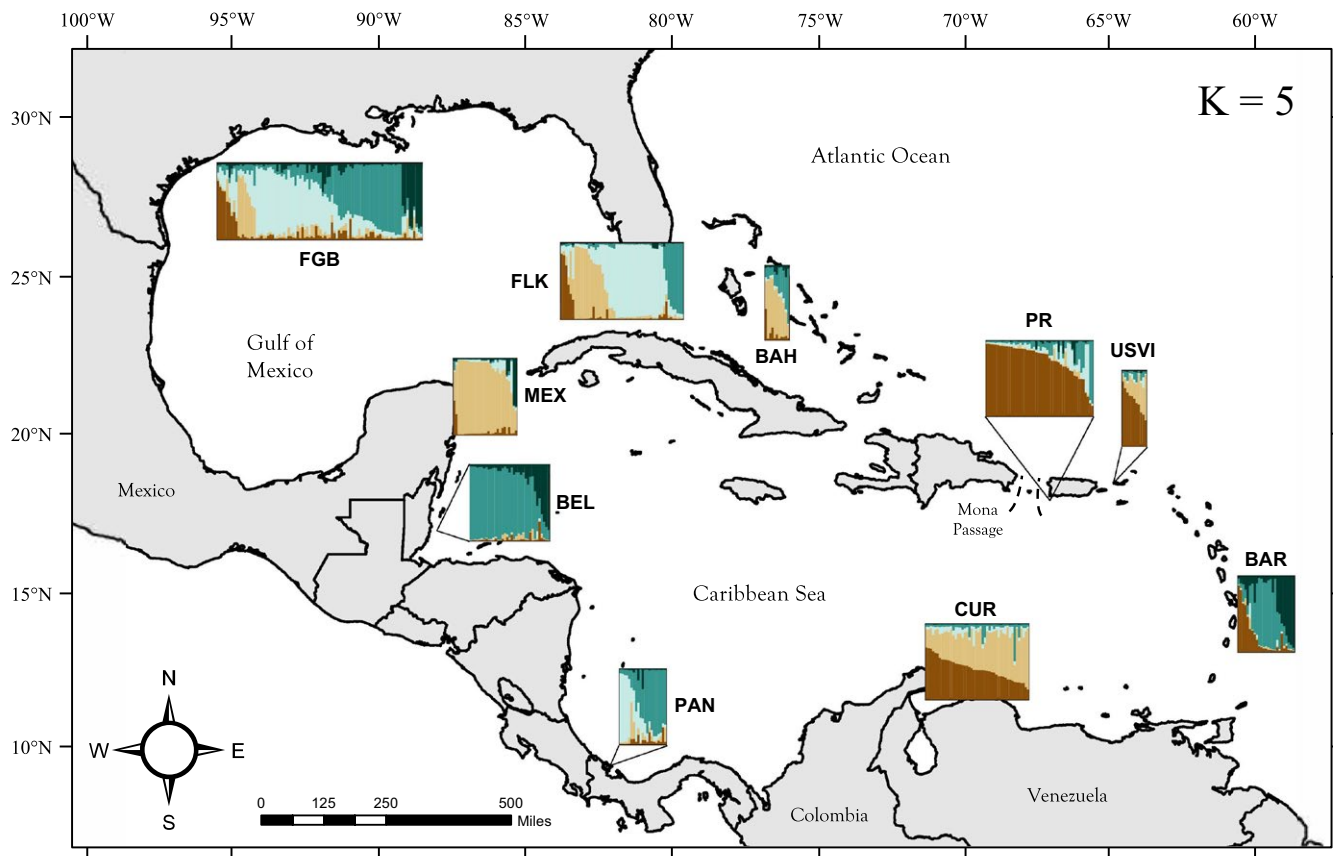 100°W 95°W 90°W 85°W 80°W 75°W 70°W 65°W 60°W
K = 5
30°N
Atlantic Ocean
FGB
25°N
FLK
PR
Gulf of
Mexico
BAH
USVI
MEX
20°N
Mexico
BEL
Mona
Passage
BAR
15°N
Caribbean Sea
CUR
N
PAN
10°N
W E
S
0 125 250 500
Miles
Venezuela
Colombia